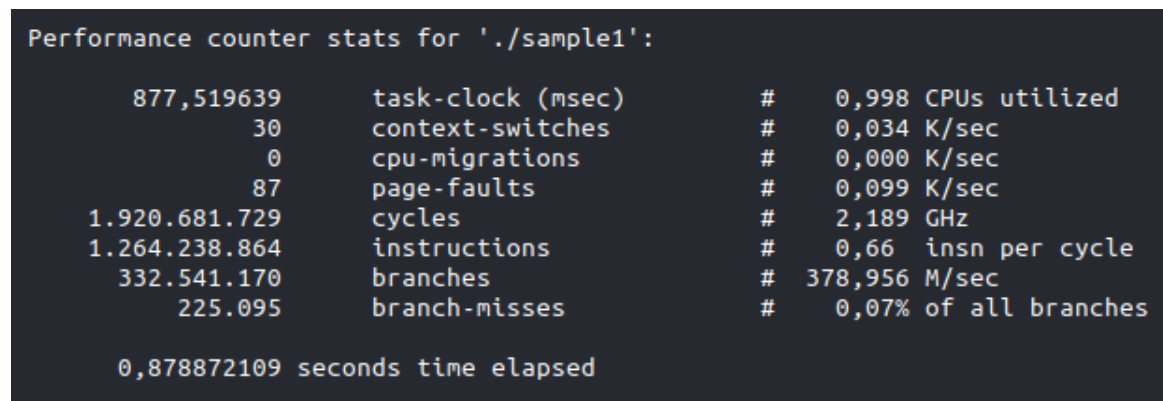 Performance counter stats for './sample1':
877,519639 task-clock (msec) # 0,998 CPUs utilized
30 context-switches # 0,034 K/sec
0 cpu-migrations # 0,000 K/sec
87 page-faults # 0,099 K/sec
1.920.681.729 cycles # 2,189 GHz
1.264.238.864 instructions # 0,66 insn per cycle
332.541.170 branches # 378,956 M/sec
225.095 branch-misses # 0,07% of all branches
0,878872109 seconds time elapsed